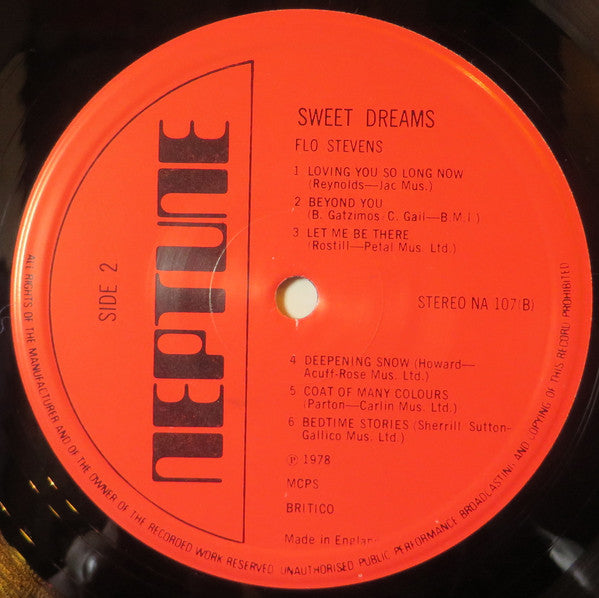 NEPTUNE
SIDE 2
SWEET DREAMS
FLO STEVENS
1 LOVING YOU SO LONG NOW
(Reynolds—Jac Mus.)
2 BEYOND YOU
(B. Gatzimos C. Gail—B.M.I.)
3 LET ME BE THERE
(Rostill—Petal Mus. Ltd.)
STEREO NA 107(B)
4 DEEPENING SNOW (Howard—
Acuff-Rose Mus. Ltd.)
5 COAT OF MANY COLOURS
(Parton—Carlin Mus. Ltd.)
6 BEDTIME STORIES (Sherrill Sutton-
Gallico Mus. Ltd.)
℗ 1978
MCPS
BRITICO
Made in England
ALL RIGHTS OF THE MANUFACTURER AND OF THE OWNER OF THE RECORDED WORK RESERVED UNAUTHORISED PUBLIC PERFORMANCE BROADCASTING AND COPYING OF THIS RECORD PROHIBITED